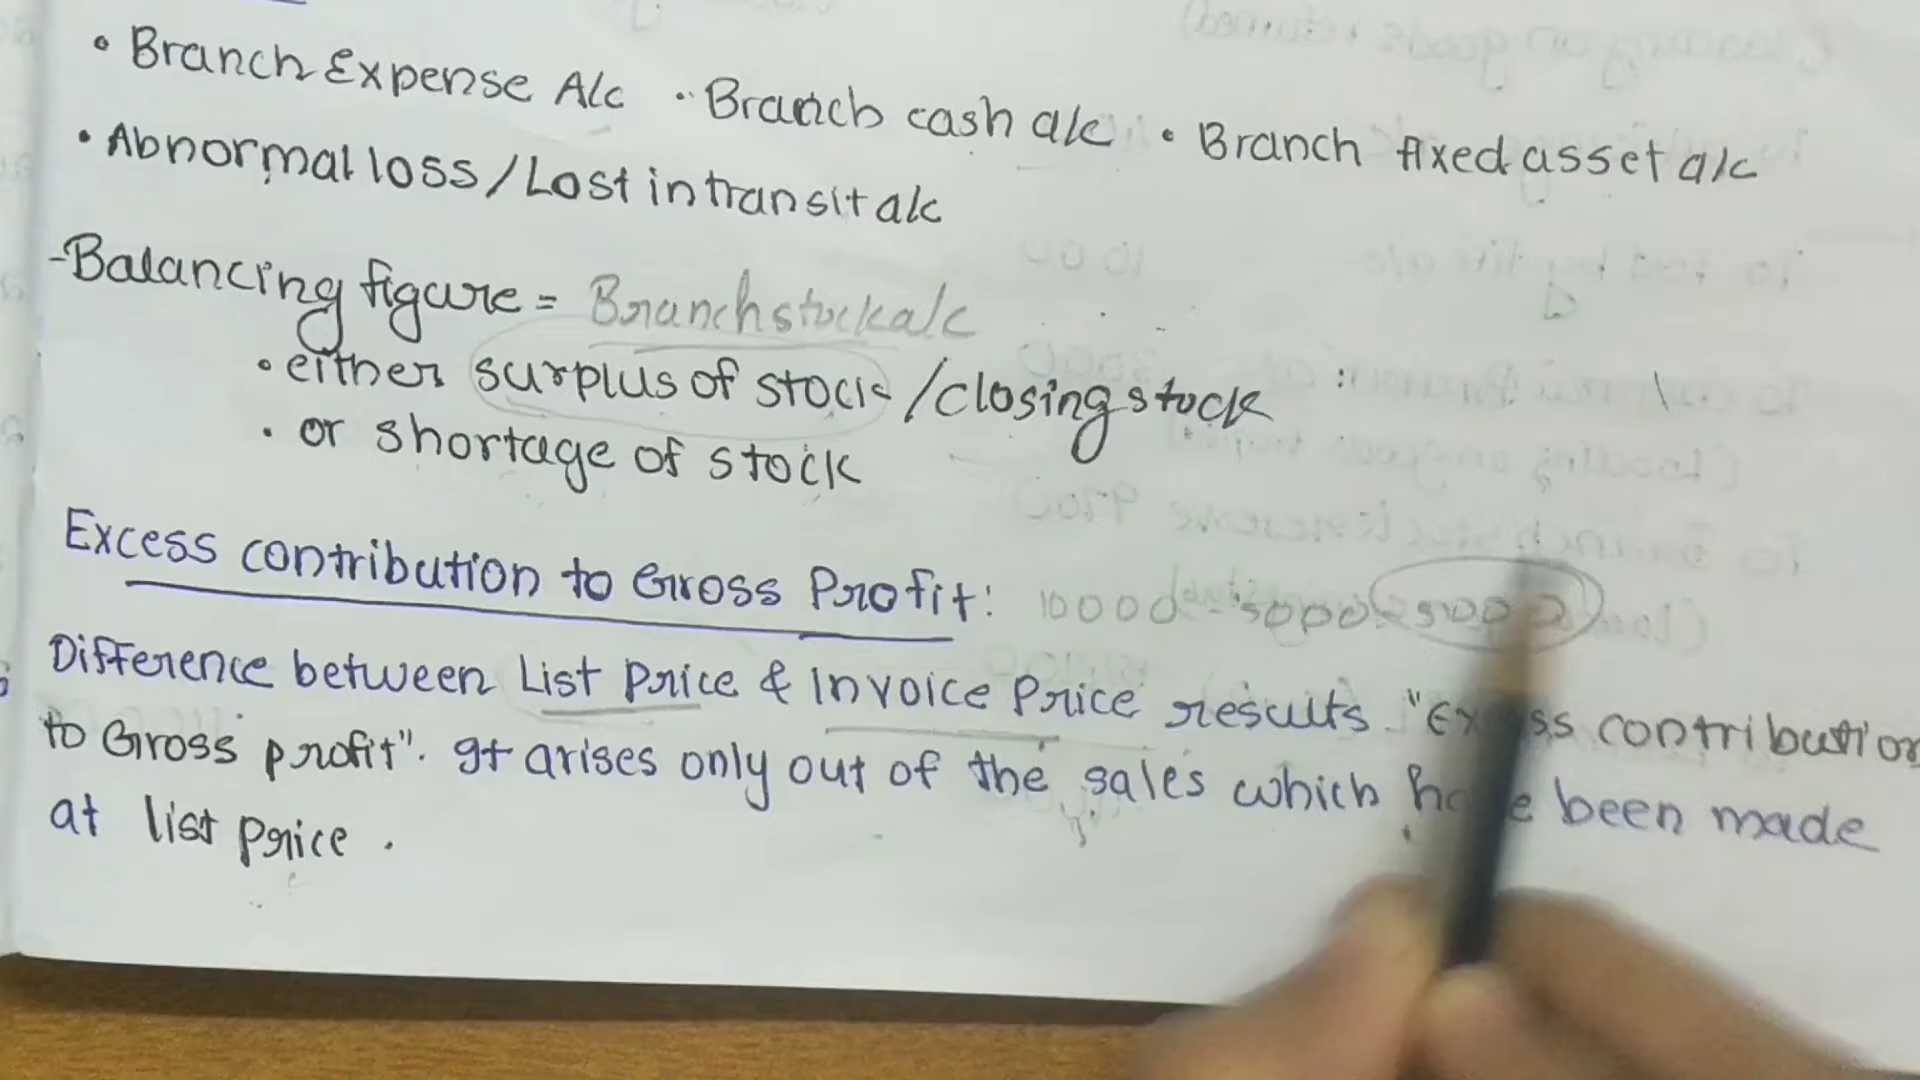 • Branch Expense A/c • Branch cash a/c • Branch fixed asset a/c
• Abnormal loss/Lost in transit a/c
- Balancing figure = Branch stock a/c
• either surplus of stock /closing stock
• or shortage of stock
Excess contribution to Gross Profit: 10000 - 5000 = 5000
Difference between List Price & Invoice Price results "Excess contribution
to Gross profit". It arises only out of the sales which have been made
at list price.